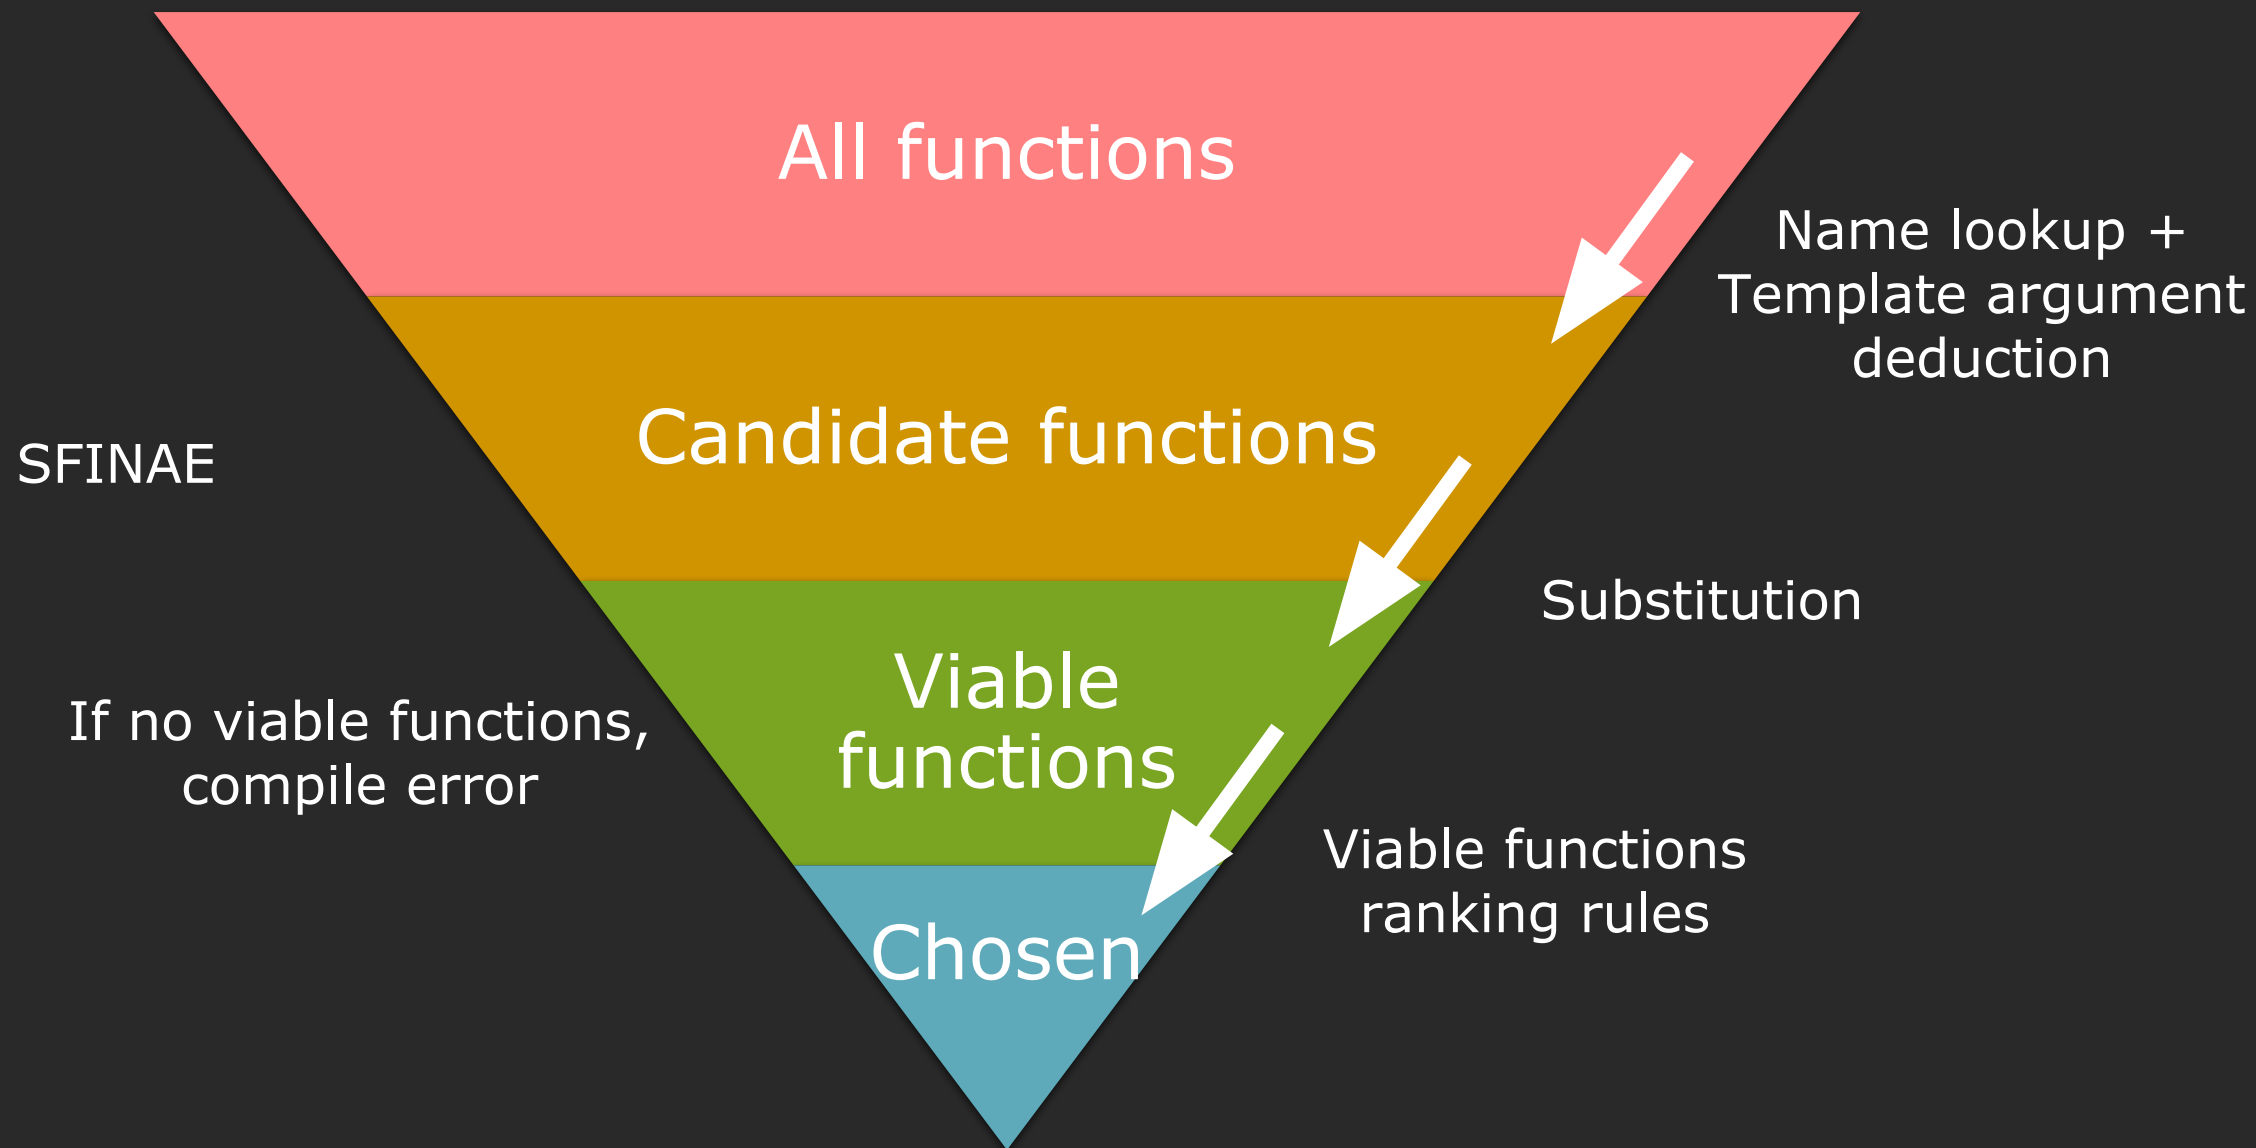 All functions
Name lookup +
Template argument
deduction
Candidate functions
SFINAE
Substitution
Viable
functions
If no viable functions,
compile error
Viable functions
ranking rules
Chosen